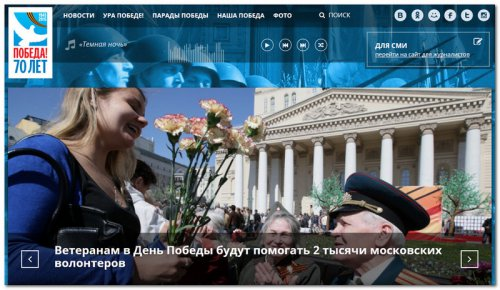 НОВОСТИ УРА ПОБЕДЕ! ПАРАДЫ ПОБЕДЫ НАША ПОБЕДА ФОТО ПОИСК
«Темная ночь»
ПОБЕДА!
70 ЛЕТ
ДЛЯ СМИ
перейти на сайт для журналистов
Ветеранам в День Победы будут помогать 2 тысячи московских
волонтеров